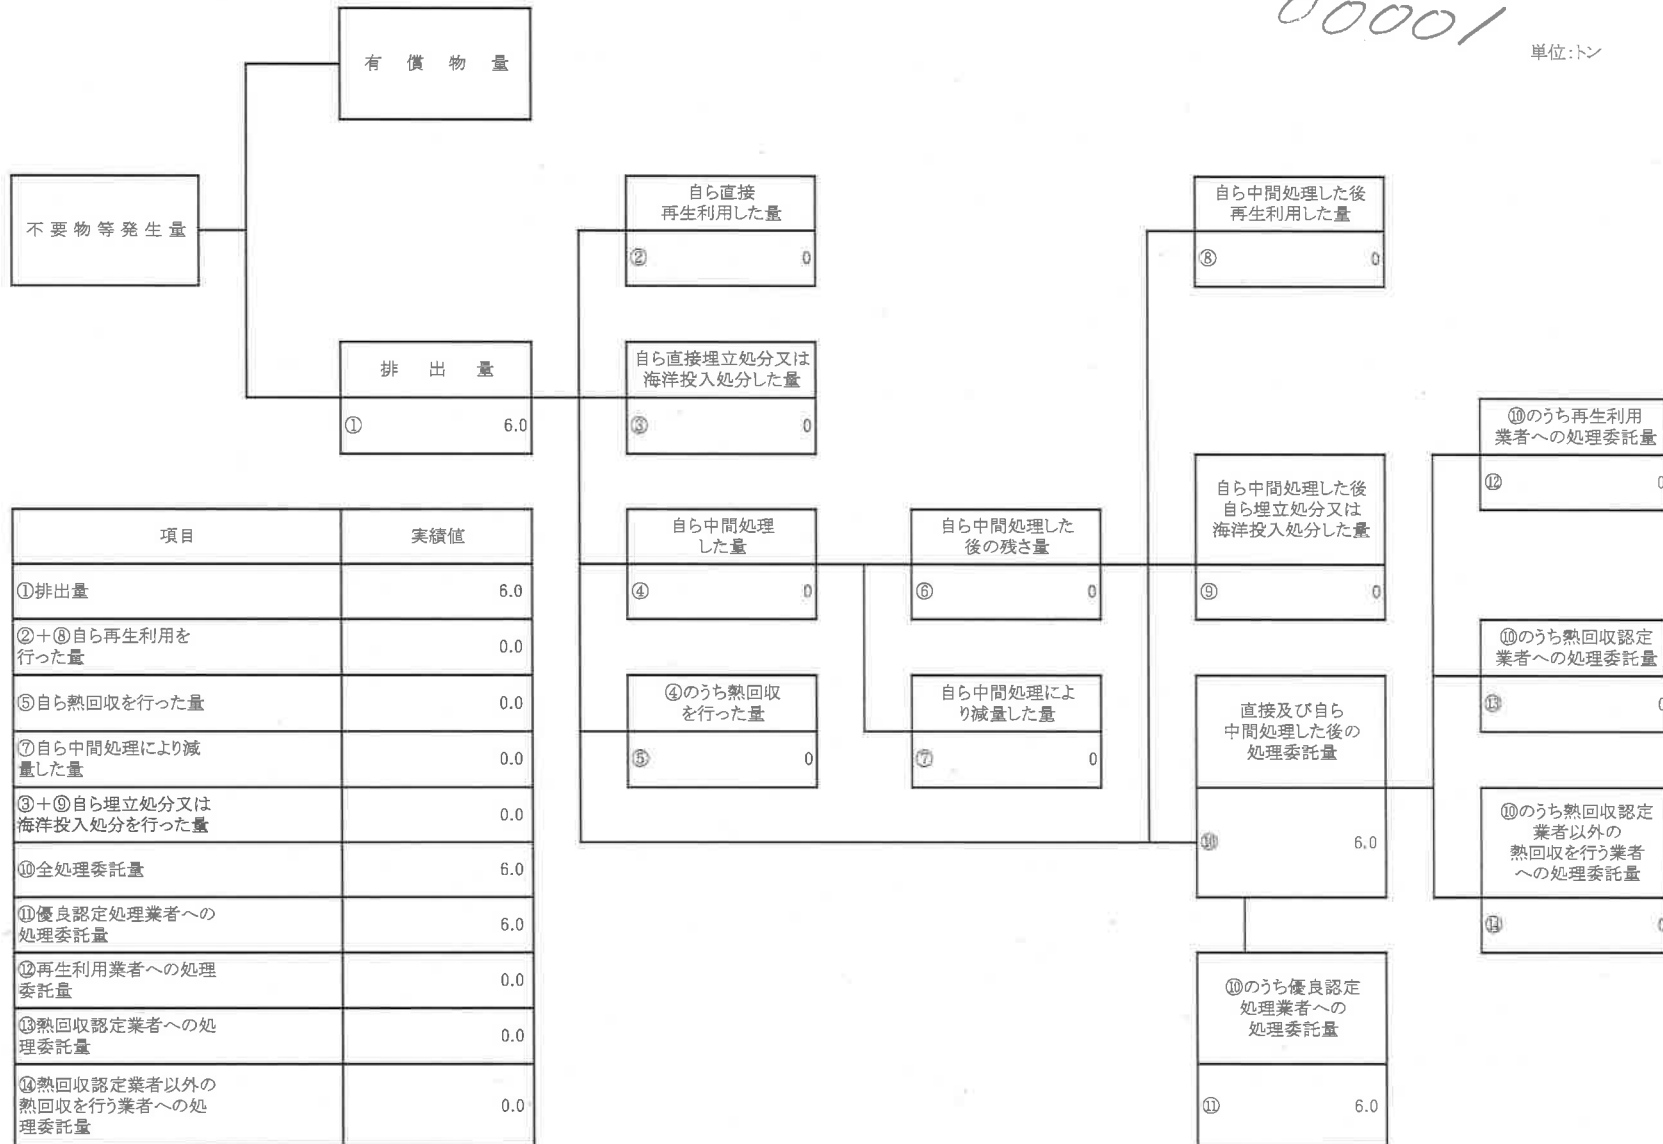 00001
単位:トン
有償物量
不要物等発生量
自ら直接
再生利用した量
② 0
自ら中間処理した後
再生利用した量
⑧ 0
排出量
① 6.0
自ら直接埋立処分又は
海洋投入処分した量
③ 0
⑩のうち再生利用
業者への処理委託量
⑫ 0
自ら中間処理
した量
④ 0
自ら中間処理した
後の残さ量
⑥ 0
自ら中間処理した後
自ら埋立処分又は
海洋投入処分した量
⑨ 0
⑩のうち熱回収認定
業者への処理委託量
⑬ 0
④のうち熱回収
を行った量
⑤ 0
自ら中間処理によ
り減量した量
⑦ 0
直接及び自ら
中間処理した後の
処理委託量
⑩ 6.0
⑩のうち熱回収認定
業者以外の
熱回収を行う業者
への処理委託量
⑭ 0
⑩のうち優良認定
処理業者への
処理委託量
⑪ 6.0
項目 実績値
①排出量 6.0
②+⑧自ら再生利用を
行った量 0.0
⑤自ら熱回収を行った量 0.0
⑦自ら中間処理により減
量した量 0.0
③+⑨自ら埋立処分又は
海洋投入処分を行った量 0.0
⑩全処理委託量 6.0
⑪優良認定処理業者への
処理委託量 6.0
⑫再生利用業者への処理
委託量 0.0
⑬熱回収認定業者への処
理委託量 0.0
⑭熱回収認定業者以外の
熱回収を行う業者への処
理委託量 0.0